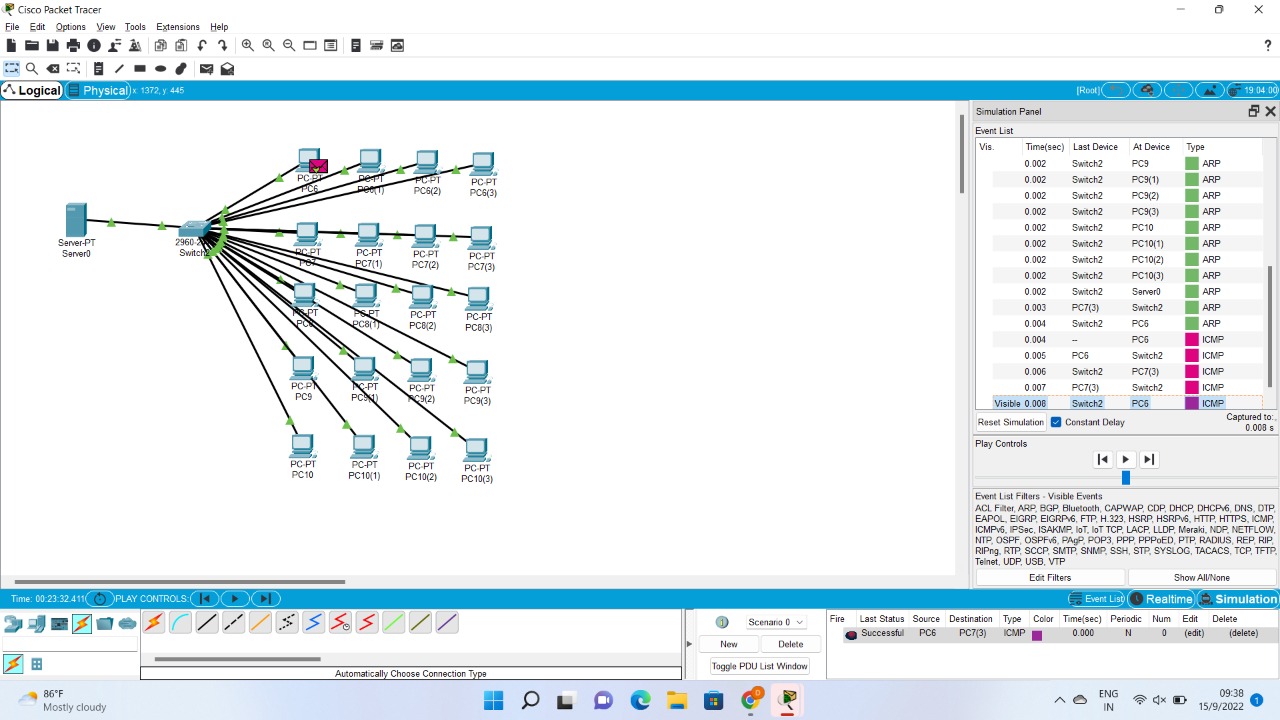 Cisco Packet Tracer
File Edit Options View Tools Extensions Help
?
Logical Physical x: 1372, y: 445 [Root] 19:04:00
Server-PT
Server0
Switch2
PC-PT
PC6
PC-PT
PC6(1)
PC-PT
PC6(2)
PC-PT
PC6(3)
PC-PT
PC7
PC-PT
PC7(1)
PC-PT
PC7(2)
PC-PT
PC7(3)
PC-PT
PC8
PC-PT
PC8(1)
PC-PT
PC8(2)
PC-PT
PC8(3)
PC-PT
PC9
PC-PT
PC9(1)
PC-PT
PC9(2)
PC-PT
PC9(3)
PC-PT
PC10
PC-PT
PC10(1)
PC-PT
PC10(2)
PC-PT
PC10(3)
Simulation Panel
Event List
Vis. Time(sec) Last Device At Device Type
0.002 Switch2 PC9 ARP
0.002 Switch2 PC9(1) ARP
0.002 Switch2 PC9(2) ARP
0.002 Switch2 PC9(3) ARP
0.002 Switch2 PC10 ARP
0.002 Switch2 PC10(1) ARP
0.002 Switch2 PC10(2) ARP
0.002 Switch2 PC10(3) ARP
0.002 Switch2 Server0 ARP
0.003 PC7(3) Switch2 ARP
0.004 Switch2 PC6 ARP
0.004 -- PC6 ICMP
0.005 PC6 Switch2 ICMP
0.006 Switch2 PC7(3) ICMP
0.007 PC7(3) Switch2 ICMP
Visible 0.008 Switch2 PC6 ICMP
Reset Simulation Constant Delay Captured to:
0.008 s
Play Controls
Event List Filters - Visible Events
ACL Filter, ARP, BGP, Bluetooth, CAPWAP, CDP, DHCP, DHCPv6, DNS, DTP,
EAPOL, EIGRP, EIGRPv6, FTP, H.323, HSRP, HSRPv6, HTTP, HTTPS, ICMP,
ICMPv6, IPSec, ISAKMP, IoT, IoT TCP, LACP, LLDP, Meraki, NDP, NETFLOW,
NTP, OSPF, OSPFv6, PAgP, POP3, PPP, PPPoED, PTP, RADIUS, REP, RIP,
RIPng, RTP, SCCP, SMTP, SNMP, SSH, STP, SYSLOG, TACACS, TCP, TFTP,
Telnet, UDP, USB, VTP
Edit Filters Show All/None
Time: 00:23:32.411 PLAY CONTROLS: Event List Realtime Simulation
Automatically Choose Connection Type
Scenario 0
New Delete
Toggle PDU List Window
Fire Last Status Source Destination Type Color Time(sec) Periodic Num Edit Delete
Successful PC6 PC7(3) ICMP 0.000 N 0 (edit) (delete)
86°F
Mostly cloudy
D
ENG
IN
09:38
15/9/2022
1